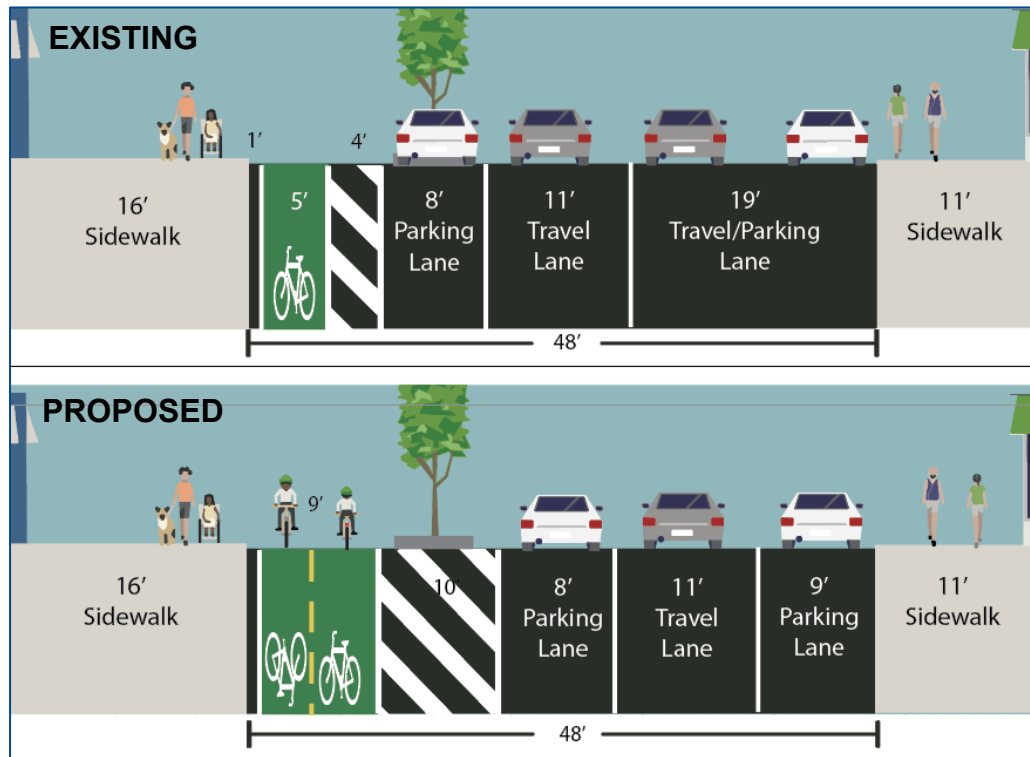 EXISTING
1’
4’
16’
Sidewalk
5’
8’
Parking
Lane
11’
Travel
Lane
19’
Travel/Parking
Lane
11’
Sidewalk
48’
PROPOSED
9’
16’
Sidewalk
10’
8’
Parking
Lane
11’
Travel
Lane
9’
Parking
Lane
11’
Sidewalk
48’